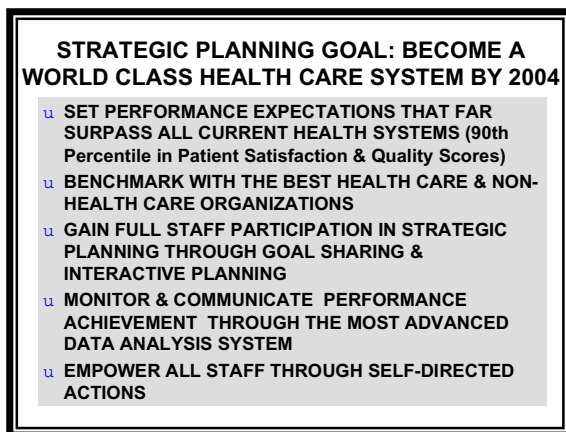 STRATEGIC PLANNING GOAL: BECOME A
WORLD CLASS HEALTH CARE SYSTEM BY 2004
u SET PERFORMANCE EXPECTATIONS THAT FAR
SURPASS ALL CURRENT HEALTH SYSTEMS (90th
Percentile in Patient Satisfaction & Quality Scores)
u BENCHMARK WITH THE BEST HEALTH CARE & NON-
HEALTH CARE ORGANIZATIONS
u GAIN FULL STAFF PARTICIPATION IN STRATEGIC
PLANNING THROUGH GOAL SHARING &
INTERACTIVE PLANNING
u MONITOR & COMMUNICATE PERFORMANCE
ACHIEVEMENT THROUGH THE MOST ADVANCED
DATA ANALYSIS SYSTEM
u EMPOWER ALL STAFF THROUGH SELF-DIRECTED
ACTIONS